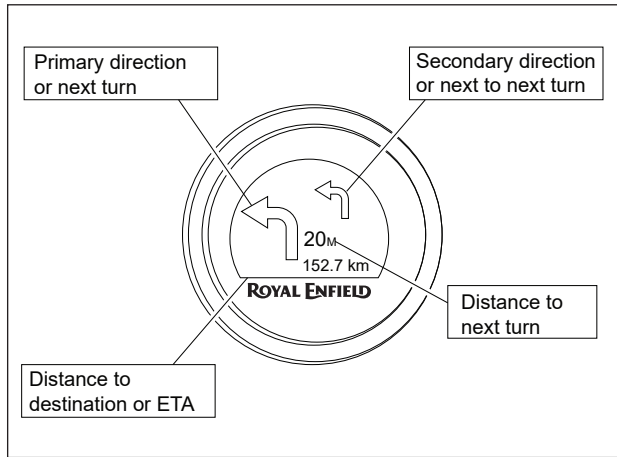 Primary direction
or next turn
Secondary direction
or next to next turn
20M
152.7 km
ROYAL ENFIELD
Distance to
next turn
Distance to
destination or ETA